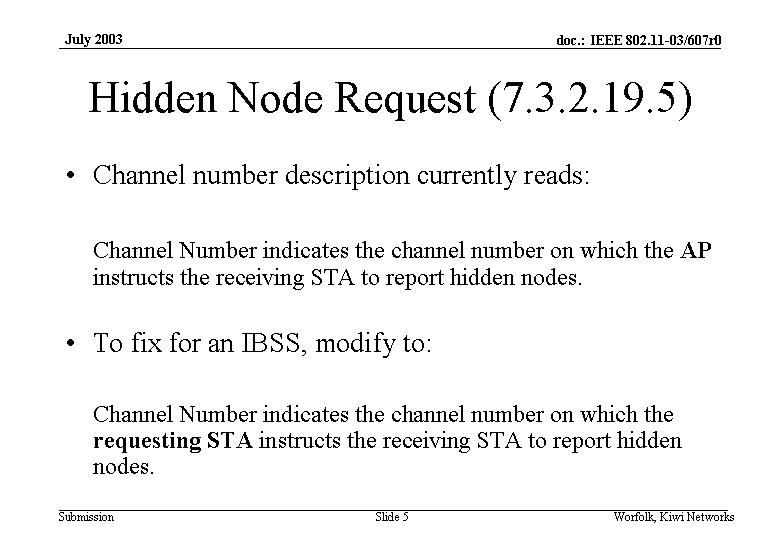 July 2003
doc.: IEEE 802.11-03/607r0
Hidden Node Request (7.3.2.19.5)
• Channel number description currently reads:
Channel Number indicates the channel number on which the AP
instructs the receiving STA to report hidden nodes.
• To fix for an IBSS, modify to:
Channel Number indicates the channel number on which the
requesting STA instructs the receiving STA to report hidden
nodes.
Submission
Slide 5
Worfolk, Kiwi Networks